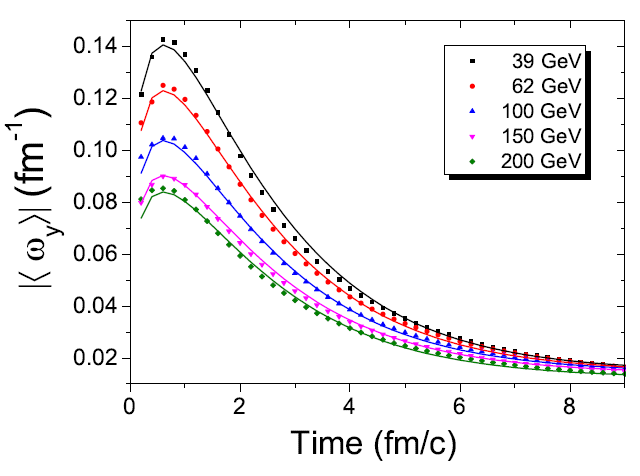 0.14
0.12
0.10
0.08
0.06
0.04
0.02
|⟨ ω_y ⟩| (fm^-1)
39 GeV
62 GeV
100 GeV
150 GeV
200 GeV
0 2 4 6 8
Time (fm/c)